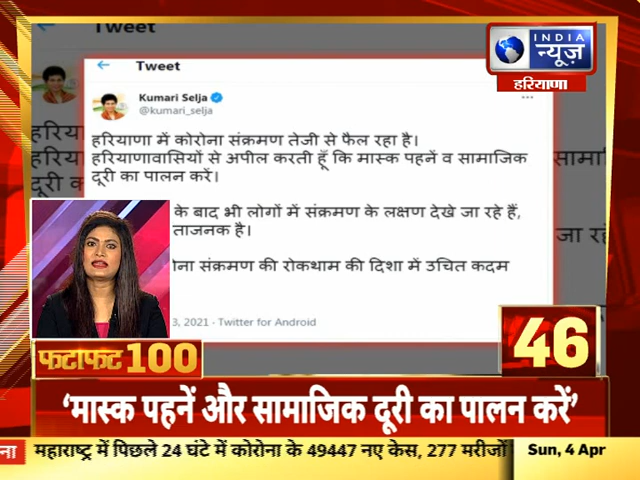 Tweet
INDIA
न्यूज़
हरियाणा
Tweet
Kumari Selja
@kumari_selja
हरियाणा में कोरोना संक्रमण तेजी से फैल रहा है।
हरियाणावासियों से अपील करती हूँ कि मास्क पहनें व सामाजिक
दूरी का पालन करें।
के बाद भी लोगों में संक्रमण के लक्षण देखे जा रहे हैं,
ताजनक है।
संक्रमण की रोकथाम की दिशा में उचित कदम
3, 2021 - Twitter for Android
फटाफट 100
46
‘मास्क पहनें और सामाजिक दूरी का पालन करें’
महाराष्ट्र में पिछले 24 घंटे में कोरोना के 49447 नए केस, 277 मरीजों
Sun, 4 Apr